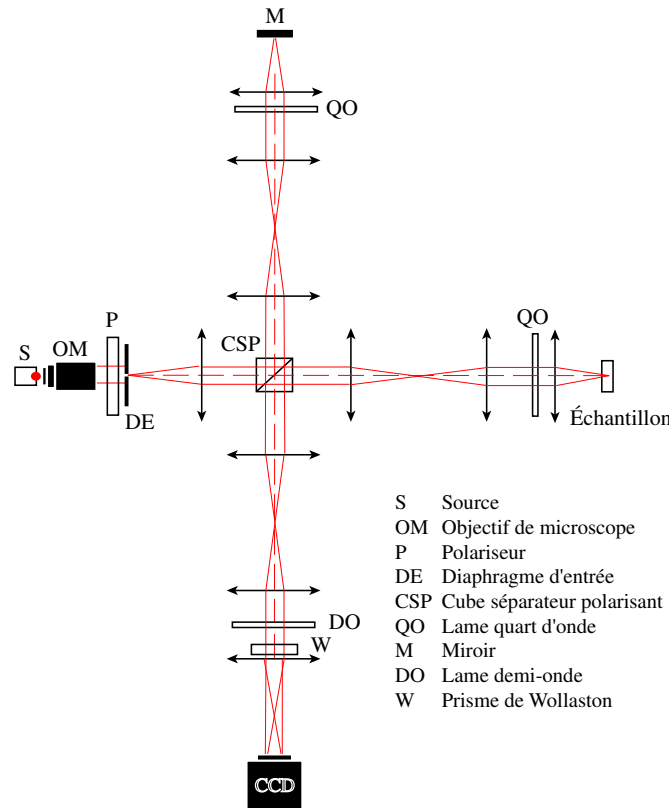 M
QO
QO
P
CSP
S
OM
DE
Échantillon
S Source
OM Objectif de microscope
P Polariseur
DE Diaphragme d'entrée
CSP Cube séparateur polarisant
QO Lame quart d'onde
M Miroir
DO Lame demi-onde
W Prisme de Wollaston
DO
W
CCD